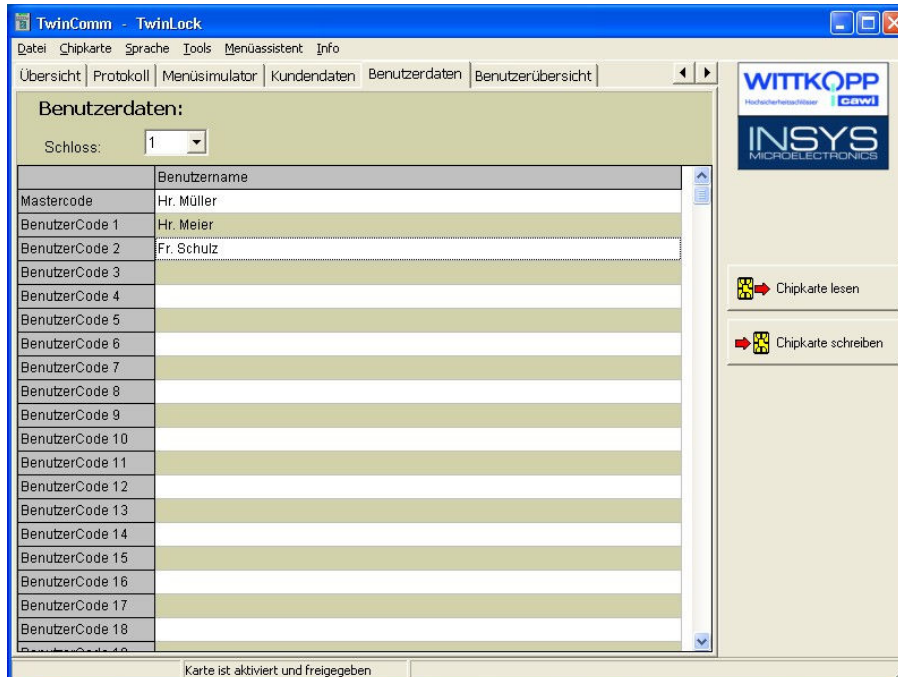 TwinComm - TwinLock
Datei Chipkarte Sprache Tools Menüassistent Info
Übersicht Protokoll Menüsimulator Kundendaten Benutzerdaten Benutzerübersicht
WITTKOPP
Hochsicherheitsschlösser cawi
INSYS
MICROELECTRONICS
Benutzerdaten:
Schloss: 1
Benutzername
Mastercode Hr. Müller
BenutzerCode 1 Hr. Meier
BenutzerCode 2 Fr. Schulz
BenutzerCode 3
BenutzerCode 4
BenutzerCode 5
BenutzerCode 6
BenutzerCode 7
BenutzerCode 8
BenutzerCode 9
BenutzerCode 10
BenutzerCode 11
BenutzerCode 12
BenutzerCode 13
BenutzerCode 14
BenutzerCode 15
BenutzerCode 16
BenutzerCode 17
BenutzerCode 18
Chipkarte lesen
Chipkarte schreiben
Karte ist aktiviert und freigegeben